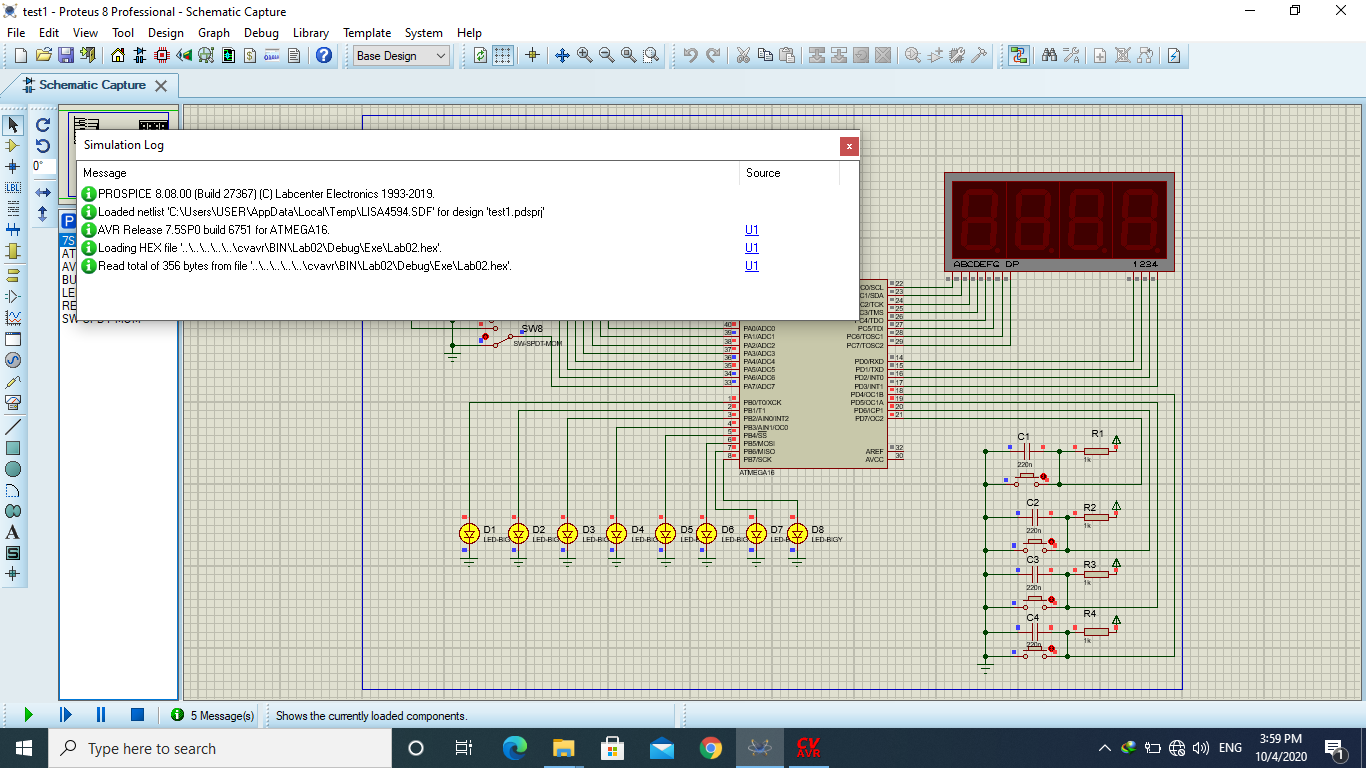 test1 - Proteus 8 Professional - Schematic Capture
File Edit View Tool Design Graph Debug Library Template System Help
Base Design
Schematic Capture
Simulation Log
x
Message Source
PROSPICE 8.08.00 (Build 27367) (C) Labcenter Electronics 1993-2019.
Loaded netlist 'C:\Users\USER\AppData\Local\Temp\LISA4594.SDF' for design 'test1.pdsprj'
AVR Release 7.5SP0 build 6751 for ATMEGA16. U1
Loading HEX file '..\..\..\..\..\cvavr\BIN\Lab02\Debug\Exe\Lab02.hex'. U1
Read total of 356 bytes from file '..\..\..\..\..\cvavr\BIN\Lab02\Debug\Exe\Lab02.hex'. U1
0°
LBL
P
7S
AT
AV
BU
LE
RE
A
S
ABCDEFG DP 1234
SW8
SW-SPDT-MOM
40 PA0/ADC0
39 PA1/ADC1
38 PA2/ADC2
37 PA3/ADC3
36 PA4/ADC4
35 PA5/ADC5
34 PA6/ADC6
33 PA7/ADC7
1 PB0/T0/XCK
2 PB1/T1
3 PB2/AIN0/INT2
4 PB3/AIN1/OC0
5 PB4/SS
6 PB5/MOSI
7 PB6/MISO
8 PB7/SCK
C0/SCL 22
C1/SDA 23
PC2/TCK 24
PC3/TMS 25
PC4/TDO 26
PC5/TDI 27
PC6/TOSC1 28
PC7/TOSC2 29
PD0/RXD 14
PD1/TXD 15
PD2/INT0 16
PD3/INT1 17
PD4/OC1B 18
PD5/OC1A 19
PD6/ICP1 20
PD7/OC2 21
AREF 32
AVCC 30
ATMEGA16
D1 D2 D3 D4 D5 D6 D7 D8
LED-BIG LED-BIG LED-BIG LED-BIG LED-BIG LED-BIG LED-B LED-BIGY
C1
220n
R1
1k
C2
220n
R2
1k
C3
220n
R3
1k
C4
220n
R4
1k
5 Message(s) Shows the currently loaded components.
Type here to search
CV
AVR
ENG
3:59 PM
10/4/2020
1